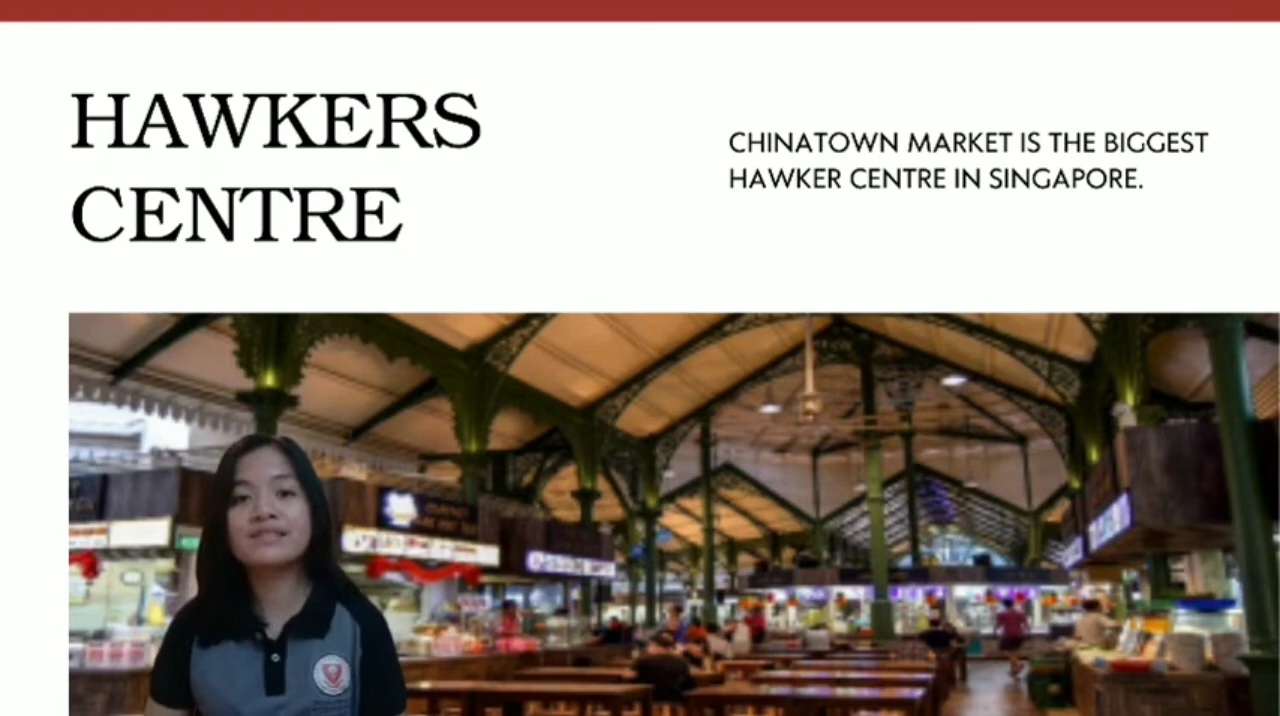 HAWKERS
CENTRE
CHINATOWN MARKET IS THE BIGGEST
HAWKER CENTRE IN SINGAPORE.